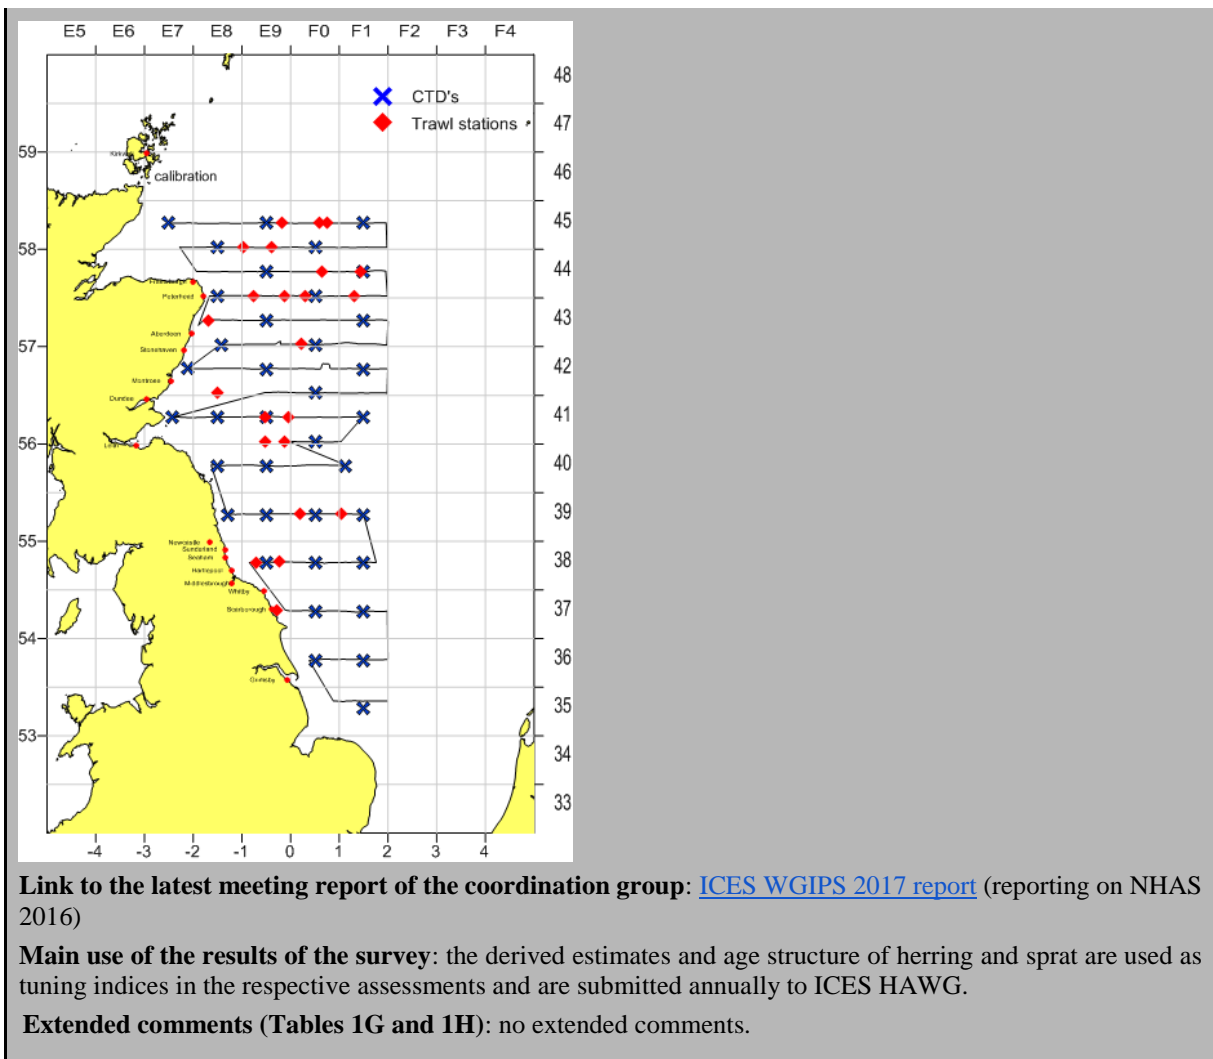 E5 E6 E7 E8 E9 F0 F1 F2 F3 F4
48
CTD's
Trawl stations
47
59
46
calibration
45
58
44
Peterhead
43
Aberdeen
57
Stonehaven
42
Montrose
Dundee
41
56
Leith
40
39
55
Newcastle
Sunderland
Seaham
38
Hartlepool
Middlesbrough
Whitby
Scarborough
37
54
36
Grimsby
35
53
34
33
-4 -3 -2 -1 0 1 2 3 4
Link to the latest meeting report of the coordination group: ICES WGIPS 2017 report (reporting on NHAS
2016)
Main use of the results of the survey: the derived estimates and age structure of herring and sprat are used as
tuning indices in the respective assessments and are submitted annually to ICES HAWG.
Extended comments (Tables 1G and 1H): no extended comments.